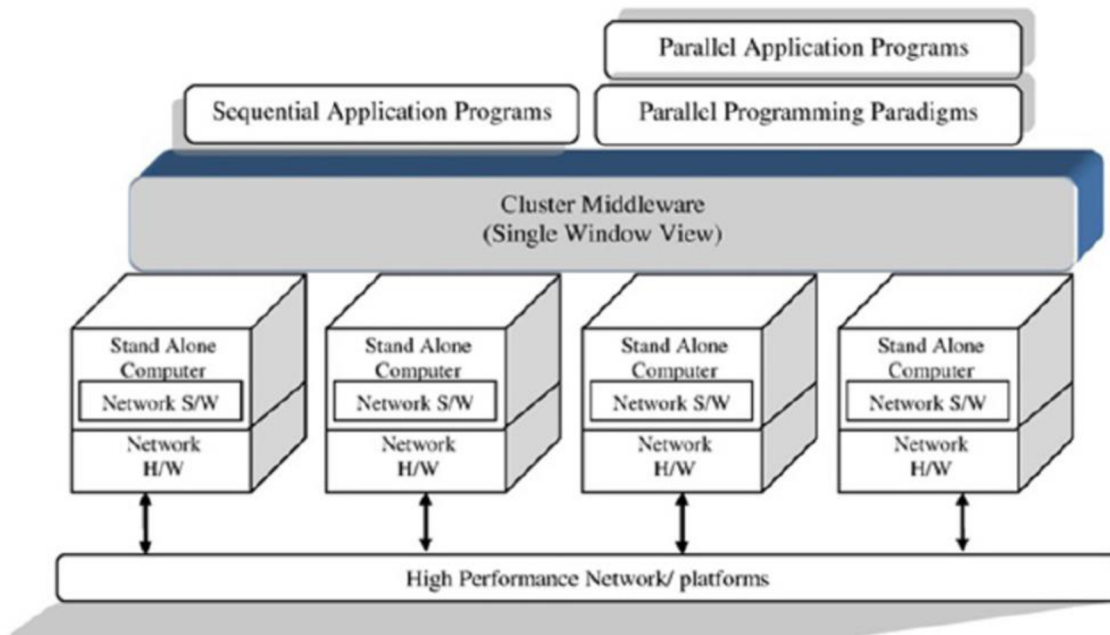 Parallel Application Programs
Sequential Application Programs
Parallel Programming Paradigms
Cluster Middleware
(Single Window View)
Stand Alone
Computer
Network S/W
Network
H/W
Stand Alone
Computer
Network S/W
Network
H/W
Stand Alone
Computer
Network S/W
Network
H/W
Stand Alone
Computer
Network S/W
Network
H/W
High Performance Network/ platforms